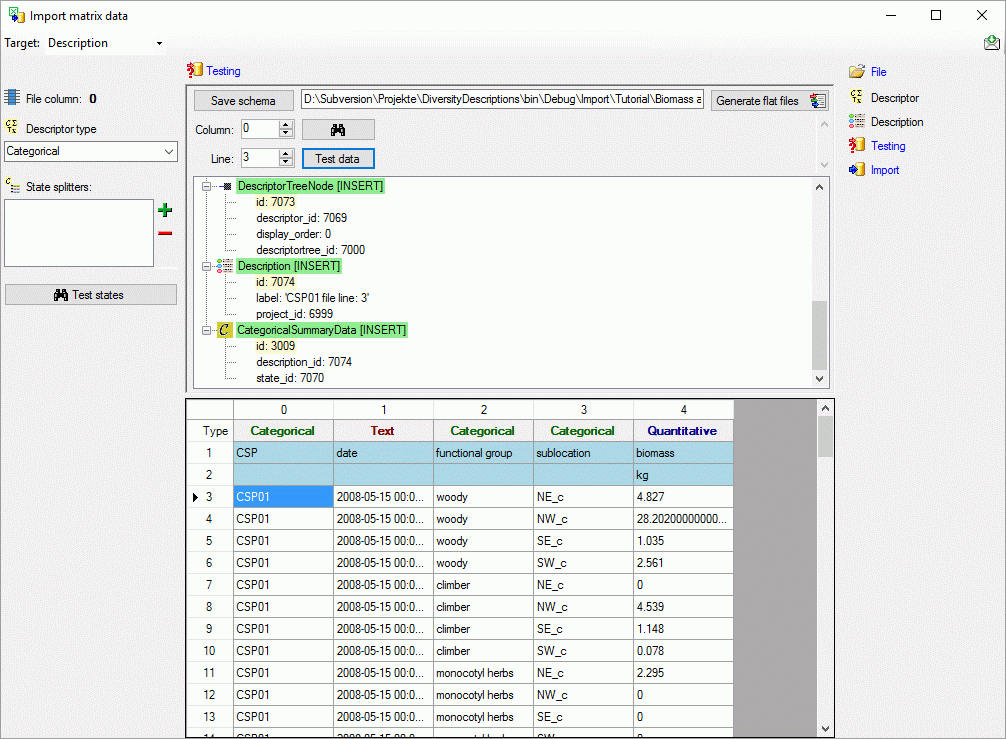 Import matrix data
Target: Description
File column: 0
Descriptor type
Categorical
State splitters:
Test states
Testing
Save schema D:\Subversion\Projekte\DiversityDescriptions\bin\Debug\Import\Tutorial\Biomass a Generate flat files
Column: 0
Line: 3 Test data
DescriptorTreeNode [INSERT]
id: 7073
descriptor_id: 7069
display_order: 0
descriptortree_id: 7000
Description [INSERT]
id: 7074
label: 'CSP01 file line: 3'
project_id: 6999
C CategoricalSummaryData [INSERT]
id: 3009
description_id: 7074
state_id: 7070
0 1 2 3 4
Type Categorical Text Categorical Categorical Quantitative
1 CSP date functional group sublocation biomass
2 kg
3 CSP01 2008-05-15 00:0... woody NE_c 4.827
4 CSP01 2008-05-15 00:0... woody NW_c 28.20200000000...
5 CSP01 2008-05-15 00:0... woody SE_c 1.035
6 CSP01 2008-05-15 00:0... woody SW_c 2.561
7 CSP01 2008-05-15 00:0... climber NE_c 0
8 CSP01 2008-05-15 00:0... climber NW_c 4.539
9 CSP01 2008-05-15 00:0... climber SE_c 1.148
10 CSP01 2008-05-15 00:0... climber SW_c 0.078
11 CSP01 2008-05-15 00:0... monocotyl herbs NE_c 2.295
12 CSP01 2008-05-15 00:0... monocotyl herbs NW_c 0
13 CSP01 2008-05-15 00:0... monocotyl herbs SE_c 0
File
Descriptor
Description
Testing
Import